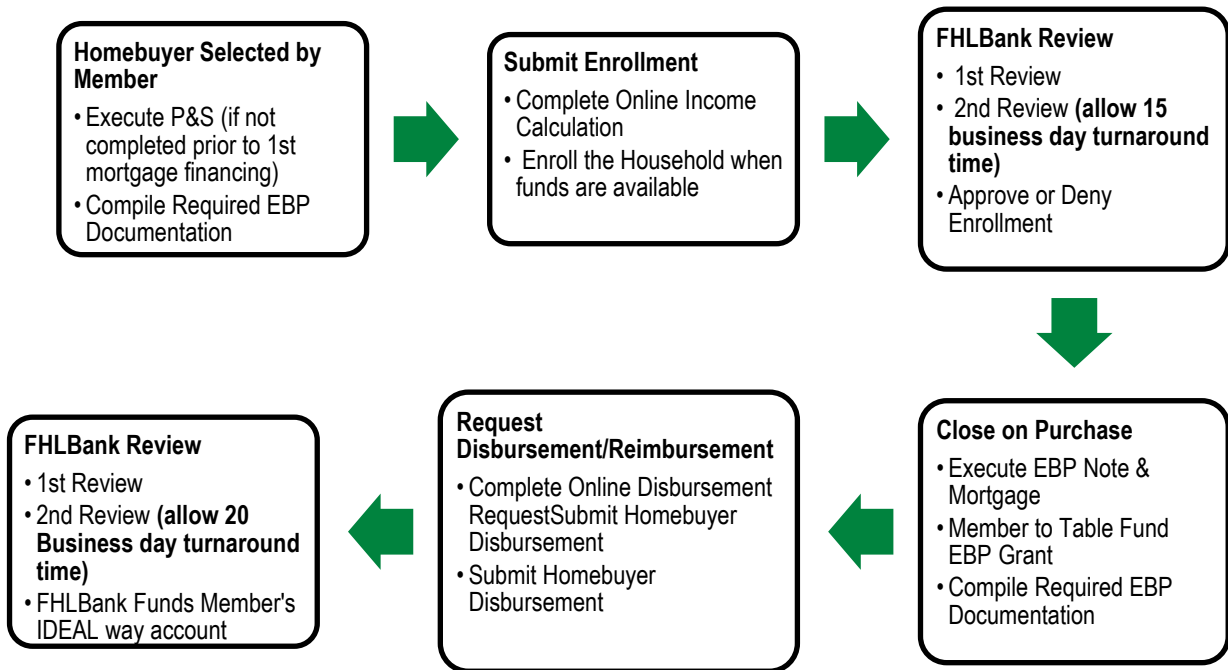 Homebuyer Selected by
Member
• Execute P&S (if not
completed prior to 1st
mortgage financing)
• Compile Required EBP
Documentation
Submit Enrollment
• Complete Online Income
Calculation
• Enroll the Household when
funds are available
FHLBank Review
• 1st Review
• 2nd Review (allow 15
business day turnaround
time)
• Approve or Deny
Enrollment
Close on Purchase
• Execute EBP Note &
Mortgage
• Member to Table Fund
EBP Grant
• Compile Required EBP
Documentation
Request
Disbursement/Reimbursement
• Complete Online Disbursement
RequestSubmit Homebuyer
Disbursement
• Submit Homebuyer
Disbursement
FHLBank Review
• 1st Review
• 2nd Review (allow 20
Business day turnaround
time)
• FHLBank Funds Member's
IDEAL way account